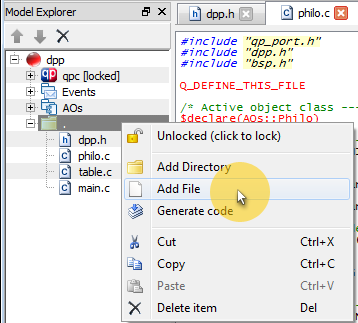 Model Explorer
dpp.h
philo.c
dpp
qpc [locked]
Events
AOs
.
dpp.h
philo.c
table.c
main.c
#include "qp_port.h"
#include "dpp.h"
#include "bsp.h"
Q_DEFINE_THIS_FILE
/* Active object class ---
$declare(AOs::Philo)
Unlocked (click to lock)
Add Directory
Add File
Generate code
Cut Ctrl+X
Copy Ctrl+C
Paste Ctrl+V
Delete item Del